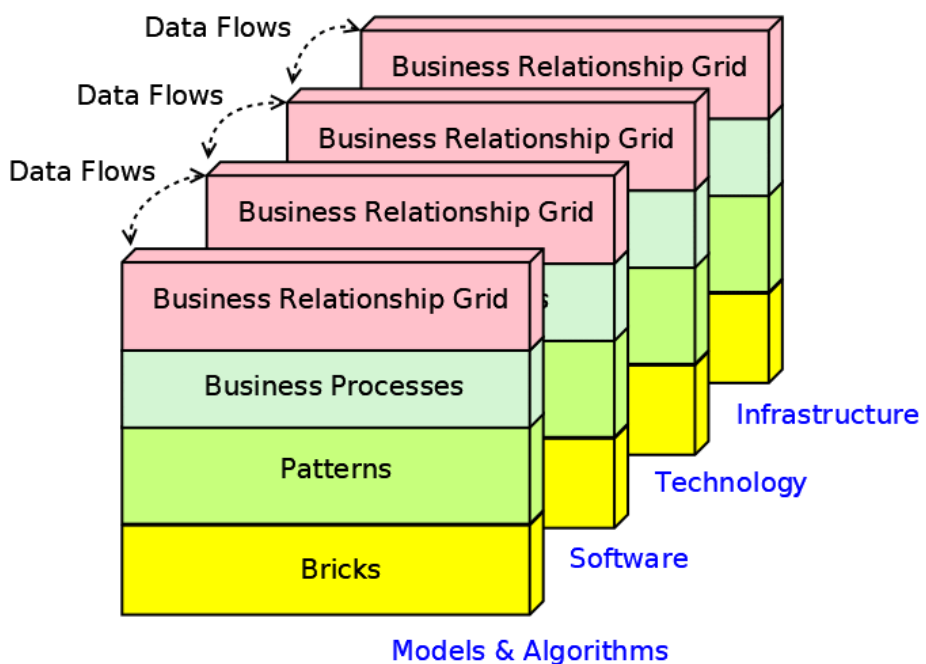 Data Flows
Business Relationship Grid
Data Flows
Business Relationship Grid
Data Flows
Business Relationship Grid
Business Relationship Grid
s
Business Processes
Patterns
Bricks
Infrastructure
Technology
Software
Models & Algorithms